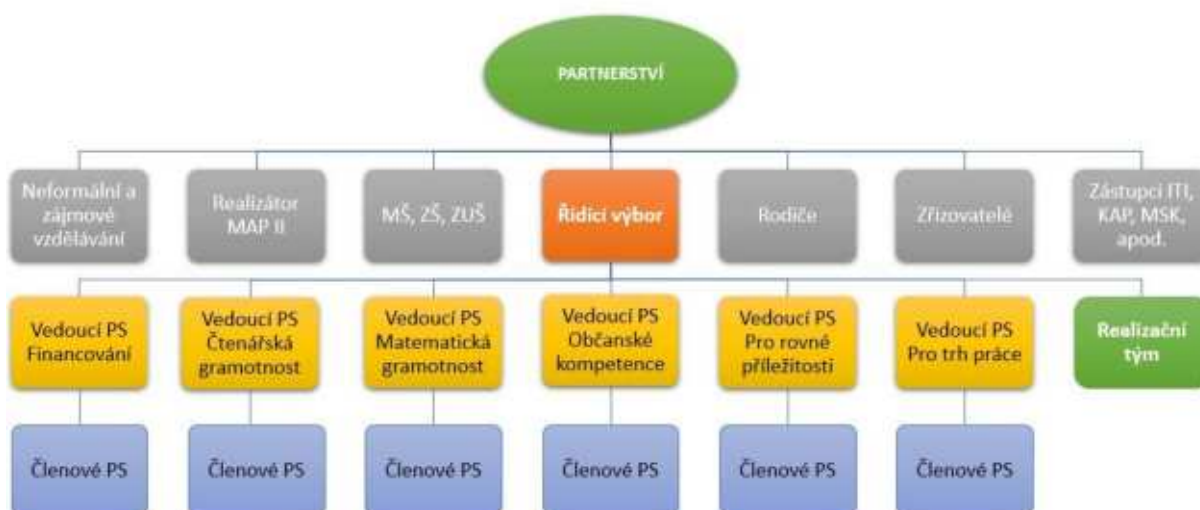 PARTNERSTVÍ
Neformální a
zájmové
vzdělávání
Realizátor
MAP II
MŠ, ZŠ, ZUŠ
Řídící výbor
Rodiče
Zřizovatelé
Zástupci ITI,
KAP, MSK,
apod.
Vedoucí PS
Financování
Vedoucí PS
Čtenářská
gramotnost
Vedoucí PS
Matematická
gramotnost
Vedoucí PS
Občanské
kompetence
Vedoucí PS
Pro rovné
příležitosti
Vedoucí PS
Pro trh práce
Realizační
tým
Členové PS
Členové PS
Členové PS
Členové PS
Členové PS
Členové PS